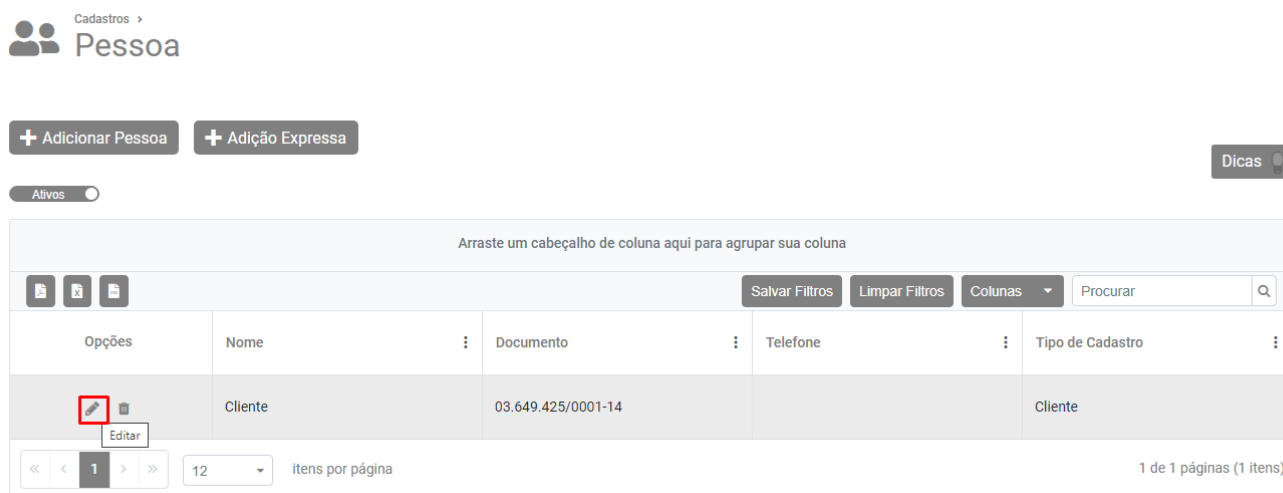 Cadastros ›
Pessoa
Adicionar Pessoa
Adição Expressa
Dicas
Ativos
Arraste um cabeçalho de coluna aqui para agrupar sua coluna
Salvar Filtros Limpar Filtros Colunas Procurar
Opções Nome Documento Telefone Tipo de Cadastro
Cliente 03.649.425/0001-14 Cliente
Editar
1 12 itens por página 1 de 1 páginas (1 itens)